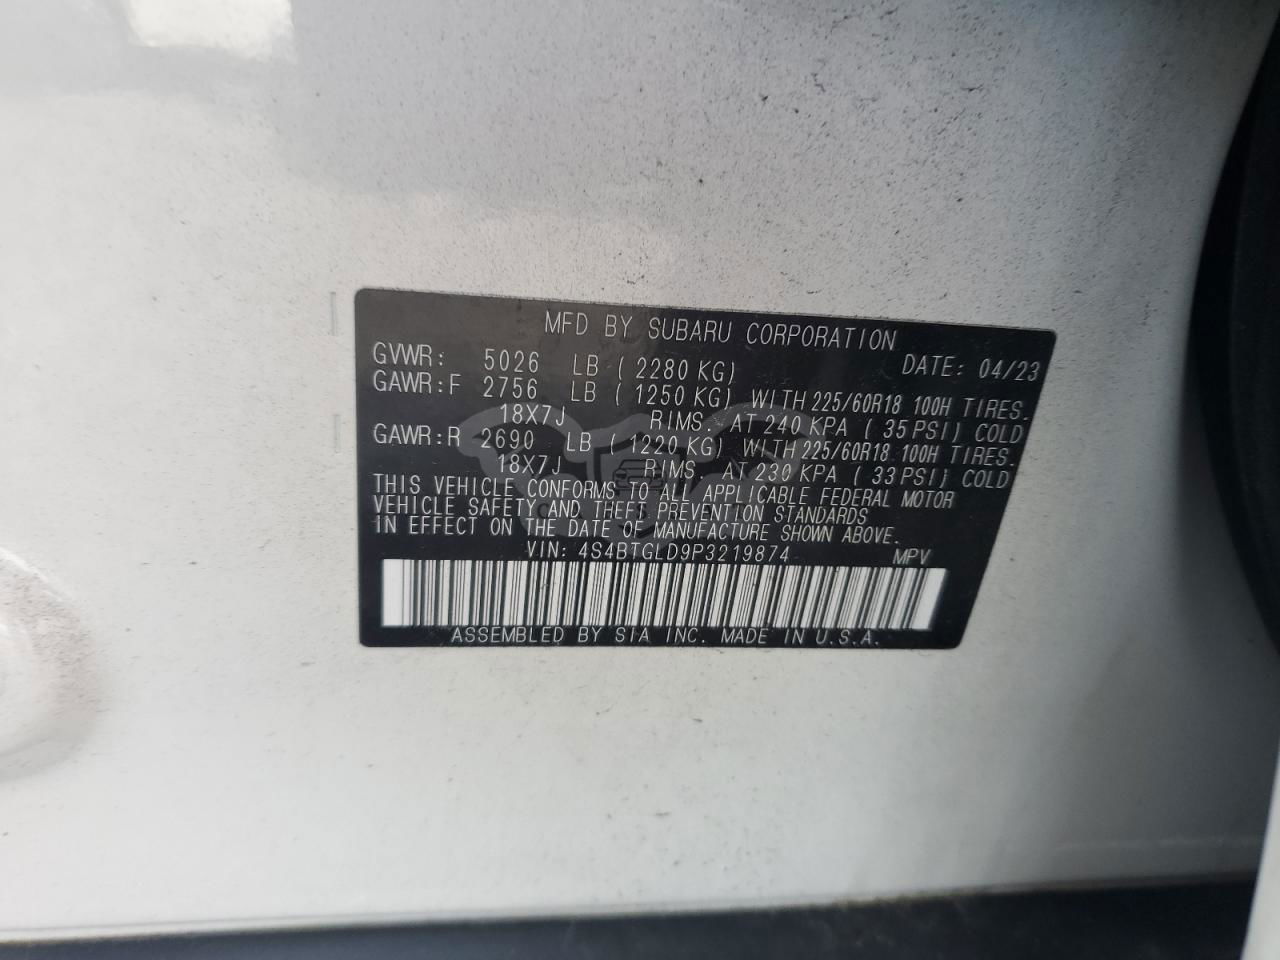 MFD BY SUBARU CORPORATION
GVWR: 5026 LB ( 2280 KG) DATE: 04/23
GAWR:F 2756 LB ( 1250 KG) WITH 225/60R18 100H TIRES.
18X7J RIMS. AT 240 KPA ( 35 PSI) COLD
GAWR:R 2690 LB ( 1220 KG) WITH 225/60R18 100H TIRES.
18X7J RIMS. AT 230 KPA ( 33 PSI) COLD
THIS VEHICLE CONFORMS TO ALL APPLICABLE FEDERAL MOTOR
VEHICLE SAFETY AND THEFT PREVENTION STANDARDS
IN EFFECT ON THE DATE OF MANUFACTURE SHOWN ABOVE.
VIN: 4S4BTGLD9P3219874 MPV
ASSEMBLED BY SIA INC. MADE IN U.S.A.